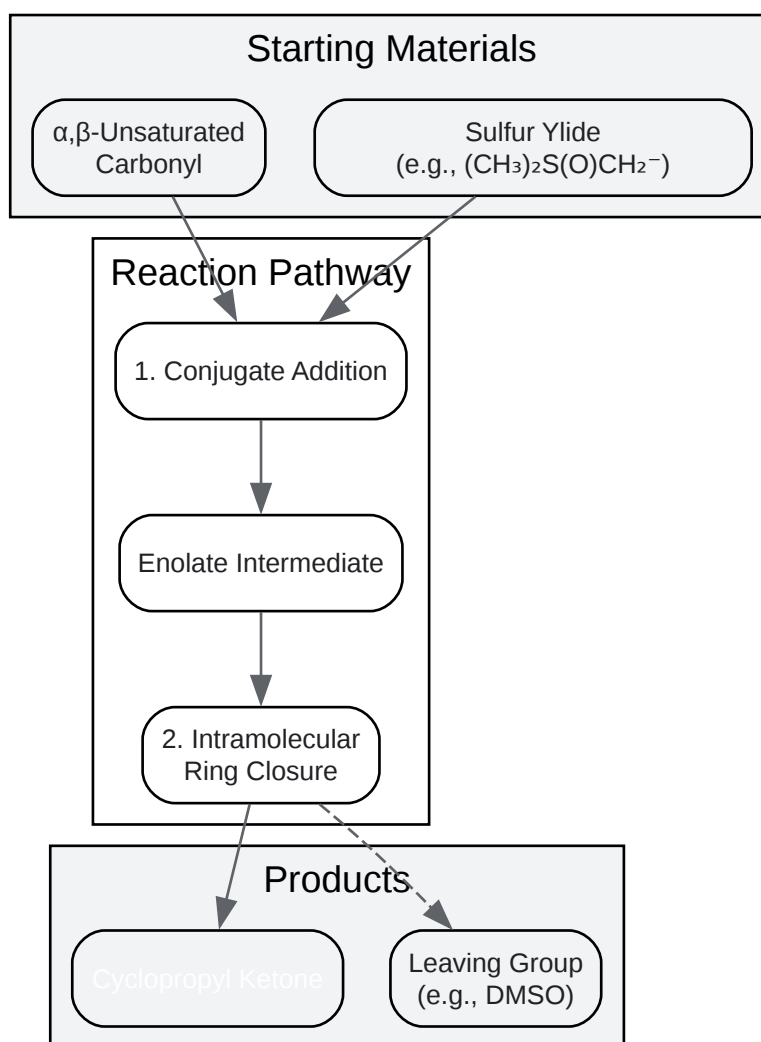 Starting Materials
α,β-Unsaturated
Carbonyl
Sulfur Ylide
(e.g., (CH₃)₂S(O)CH₂⁻)
Reaction Pathway
1. Conjugate Addition
Enolate Intermediate
2. Intramolecular
Ring Closure
Products
Cyclopropyl Ketone
Leaving Group
(e.g., DMSO)